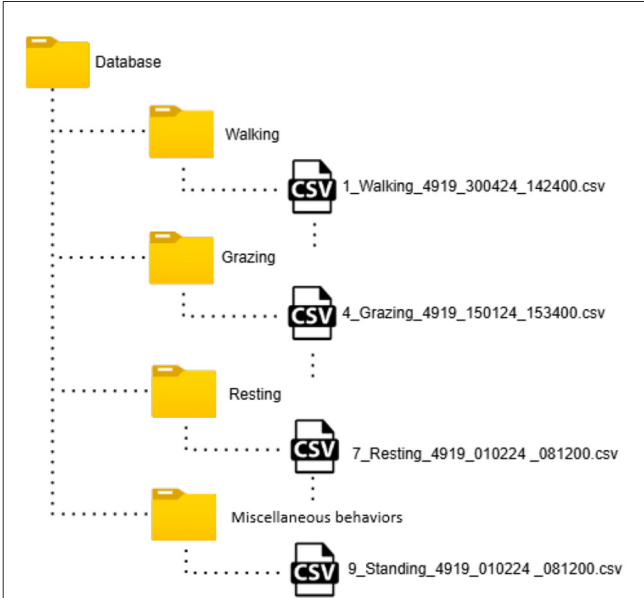 Database
Walking
CSV 1_Walking_4919_300424_142400.csv
Grazing
CSV 4_Grazing_4919_150124_153400.csv
Resting
CSV 7_Resting_4919_010224 _081200.csv
Miscellaneous behaviors
CSV 9_Standing_4919_010224 _081200.csv